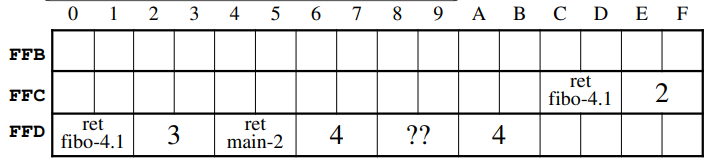 0 1 2 3 4 5 6 7 8 9 A B C D E F
FFB
FFC ret fibo-4.1 2
FFD ret fibo-4.1 3 ret main-2 4 ?? 4